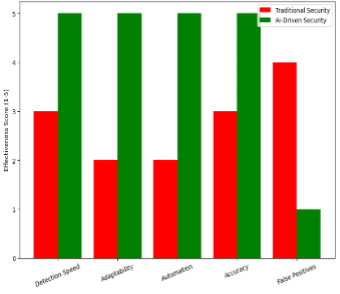 Traditional Security
AI-Driven Security
Effectiveness Score (1-5)
5
4
3
2
1
0
Detection Speed
Adaptability
Automation
Accuracy
False Positives